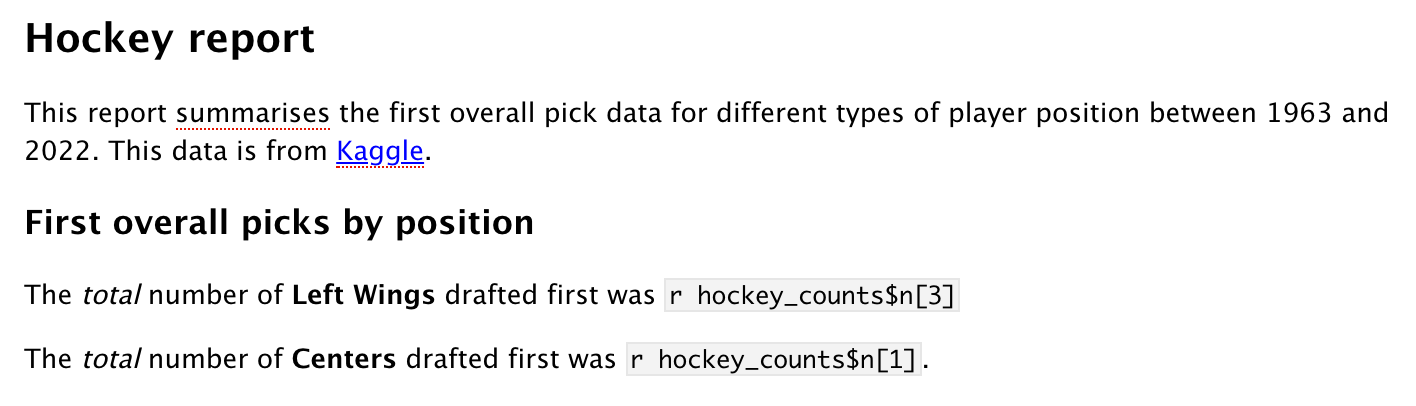 Hockey report
This report summarises the first overall pick data for different types of player position between 1963 and
2022. This data is from Kaggle.
First overall picks by position
The total number of Left Wings drafted first was r hockey_counts$n[3]
The total number of Centers drafted first was r hockey_counts$n[1].